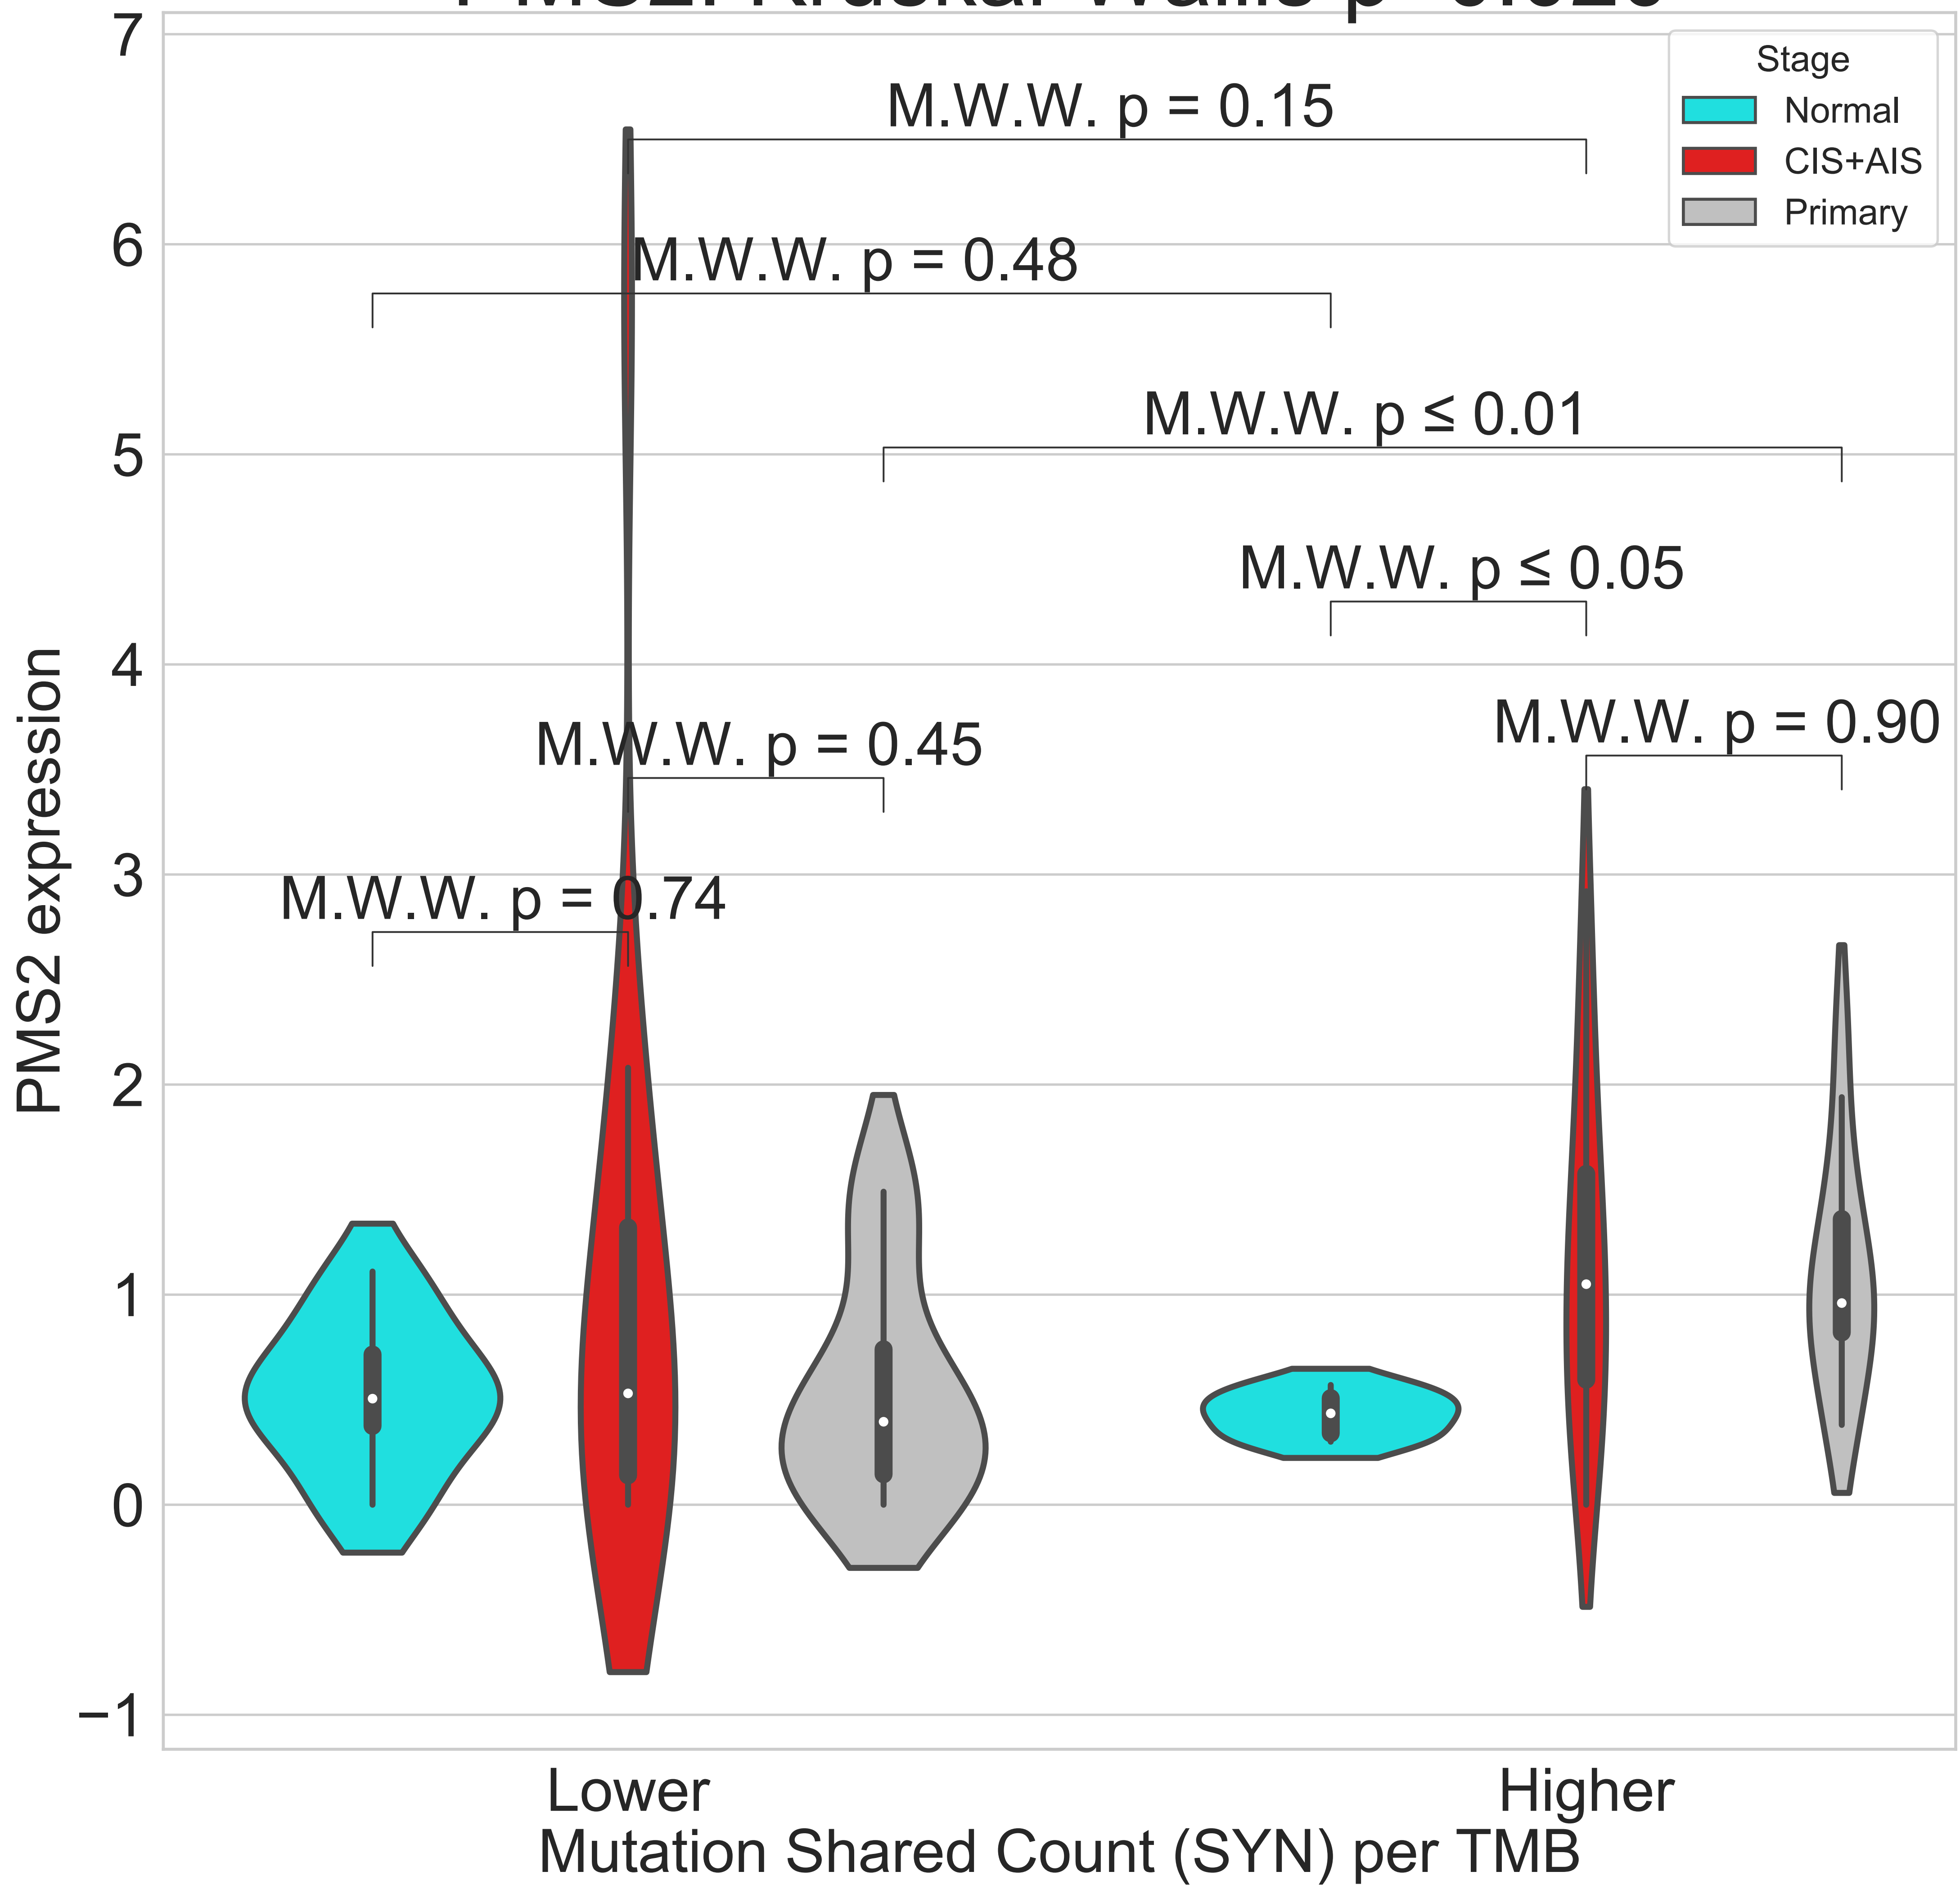 7
Stage
Normal
CIS+AIS
Primary
M.W.W. p = 0.15
6
M.W.W. p = 0.48
5
M.W.W. p ≤ 0.01
M.W.W. p ≤ 0.05
4
M.W.W. p = 0.45
M.W.W. p = 0.90
3
M.W.W. p = 0.74
PMS2 expression
2
1
0
−1
Lower
Higher
Mutation Shared Count (SYN) per TMB